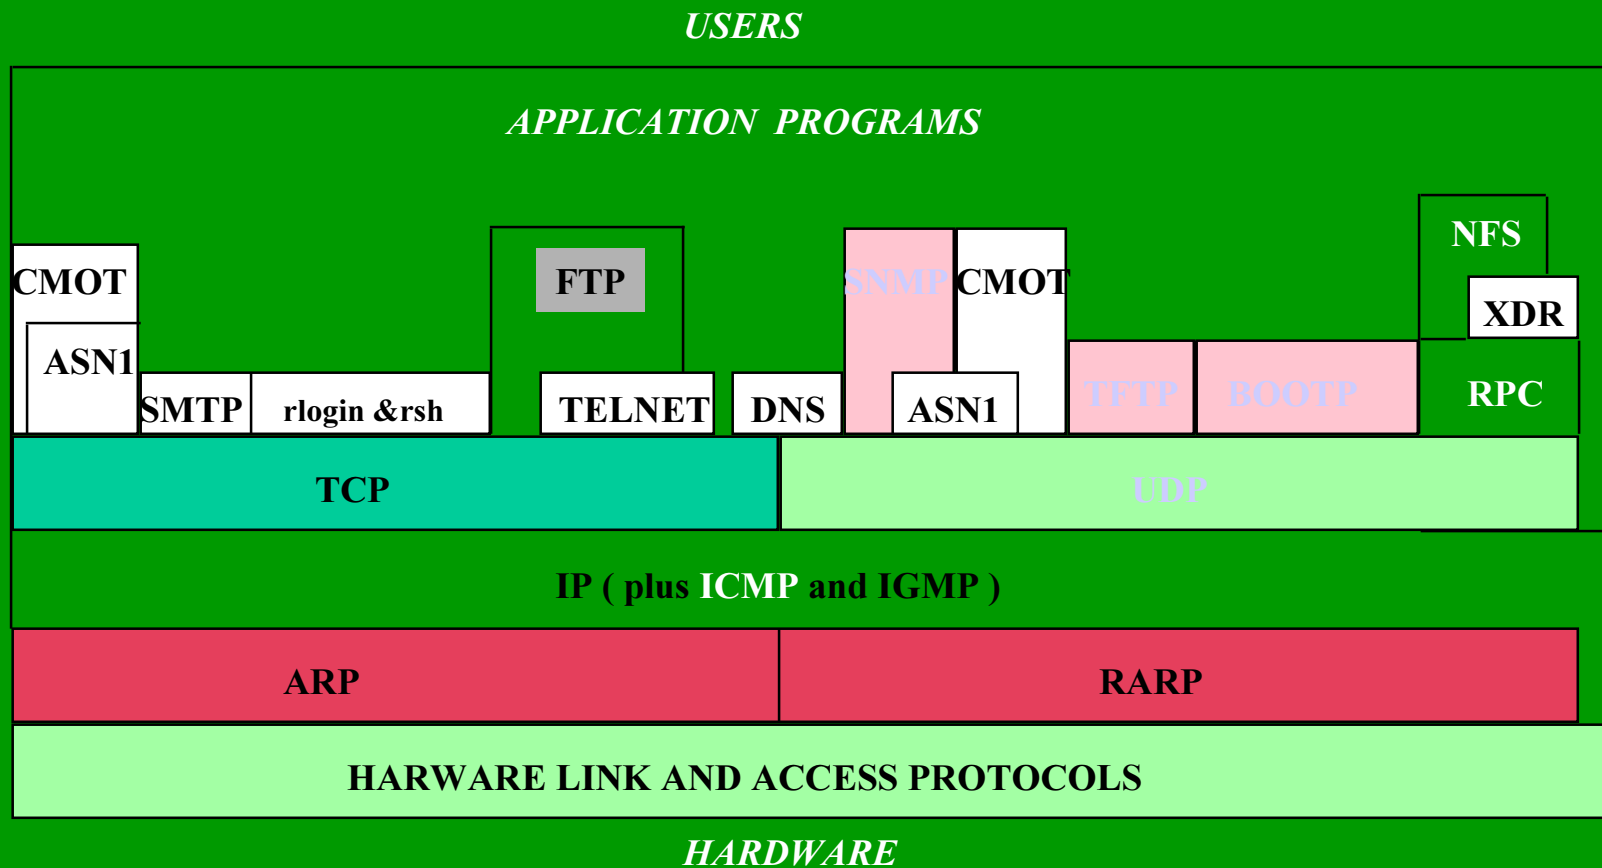 USERS
APPLICATION PROGRAMS
NFS
CMOT
FTP
SNMP
CMOT
XDR
ASN1
SMTP
rlogin &rsh
TELNET
DNS
ASN1
TFTP
BOOTP
RPC
TCP
UDP
IP ( plus ICMP and IGMP )
ARP
RARP
HARWARE LINK AND ACCESS PROTOCOLS
HARDWARE